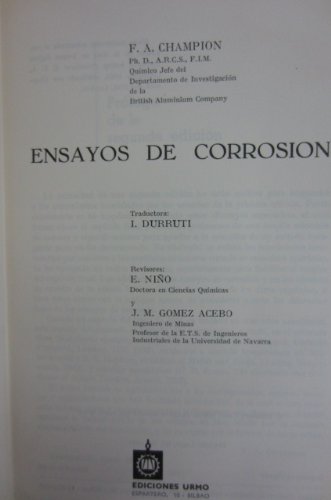 F. A. CHAMPION
Ph. D., A.R.C.S., F.I.M.
Químico Jefe del
Departamento de Investigación
de la
British Aluminium Company
ENSAYOS DE CORROSION
Traductora:
I. DURRUTI
Revisores:
E. NIÑO
Doctora en Ciencias Químicas
y
J. M. GOMEZ ACEBO
Ingeniero de Minas
Profesor de la E.T.S. de Ingenieros
Industriales de la Universidad de Navarra
EDICIONES URMO
ESPARTERO, 10 - BILBAO